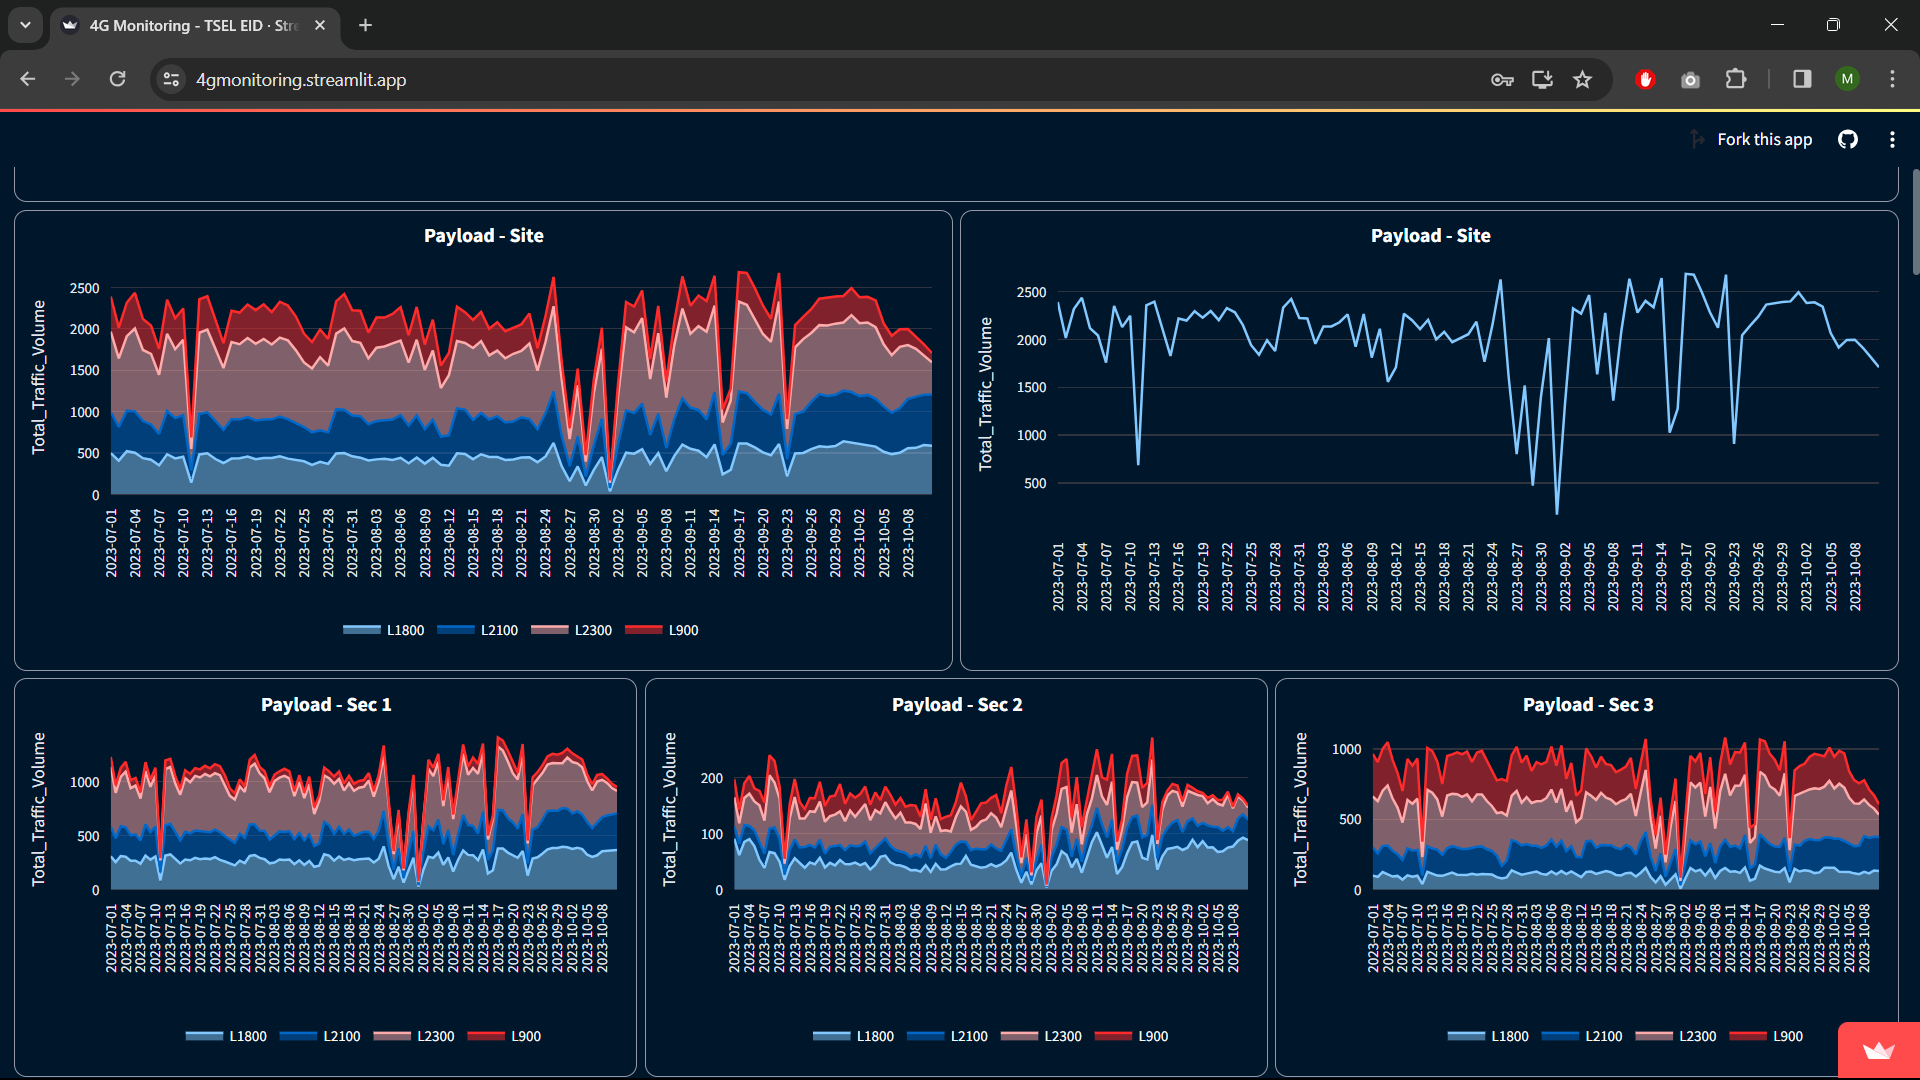 4G Monitoring - TSEL EID · Stre
4gmonitoring.streamlit.app
M
Fork this app
Payload - Site
Total_Traffic_Volume
2500
2000
1500
1000
500
0
2023-07-01 2023-07-04 2023-07-07 2023-07-10 2023-07-13 2023-07-16 2023-07-19 2023-07-22 2023-07-25 2023-07-28 2023-07-31 2023-08-03 2023-08-06 2023-08-09 2023-08-12 2023-08-15 2023-08-18 2023-08-21 2023-08-24 2023-08-27 2023-08-30 2023-09-02 2023-09-05 2023-09-08 2023-09-11 2023-09-14 2023-09-17 2023-09-20 2023-09-23 2023-09-26 2023-09-29 2023-10-02 2023-10-05 2023-10-08
L1800 L2100 L2300 L900
Payload - Site
Total_Traffic_Volume
2500
2000
1500
1000
500
2023-07-01 2023-07-04 2023-07-07 2023-07-10 2023-07-13 2023-07-16 2023-07-19 2023-07-22 2023-07-25 2023-07-28 2023-07-31 2023-08-03 2023-08-06 2023-08-09 2023-08-12 2023-08-15 2023-08-18 2023-08-21 2023-08-24 2023-08-27 2023-08-30 2023-09-02 2023-09-05 2023-09-08 2023-09-11 2023-09-14 2023-09-17 2023-09-20 2023-09-23 2023-09-26 2023-09-29 2023-10-02 2023-10-05 2023-10-08
Payload - Sec 1
Total_Traffic_Volume
1000
500
0
2023-07-01 2023-07-04 2023-07-07 2023-07-10 2023-07-13 2023-07-16 2023-07-19 2023-07-22 2023-07-25 2023-07-28 2023-07-31 2023-08-03 2023-08-06 2023-08-09 2023-08-12 2023-08-15 2023-08-18 2023-08-21 2023-08-24 2023-08-27 2023-08-30 2023-09-02 2023-09-05 2023-09-08 2023-09-11 2023-09-14 2023-09-17 2023-09-20 2023-09-23 2023-09-26 2023-09-29 2023-10-02 2023-10-05 2023-10-08
L1800 L2100 L2300 L900
Payload - Sec 2
Total_Traffic_Volume
200
100
0
2023-07-01 2023-07-04 2023-07-07 2023-07-10 2023-07-13 2023-07-16 2023-07-19 2023-07-22 2023-07-25 2023-07-28 2023-07-31 2023-08-03 2023-08-06 2023-08-09 2023-08-12 2023-08-15 2023-08-18 2023-08-21 2023-08-24 2023-08-27 2023-08-30 2023-09-02 2023-09-05 2023-09-08 2023-09-11 2023-09-14 2023-09-17 2023-09-20 2023-09-23 2023-09-26 2023-09-29 2023-10-02 2023-10-05 2023-10-08
L1800 L2100 L2300 L900
Payload - Sec 3
Total_Traffic_Volume
1000
500
0
2023-07-01 2023-07-04 2023-07-07 2023-07-10 2023-07-13 2023-07-16 2023-07-19 2023-07-22 2023-07-25 2023-07-28 2023-07-31 2023-08-03 2023-08-06 2023-08-09 2023-08-12 2023-08-15 2023-08-18 2023-08-21 2023-08-24 2023-08-27 2023-08-30 2023-09-02 2023-09-05 2023-09-08 2023-09-11 2023-09-14 2023-09-17 2023-09-20 2023-09-23 2023-09-26 2023-09-29 2023-10-02 2023-10-05 2023-10-08
L1800 L2100 L2300 L900